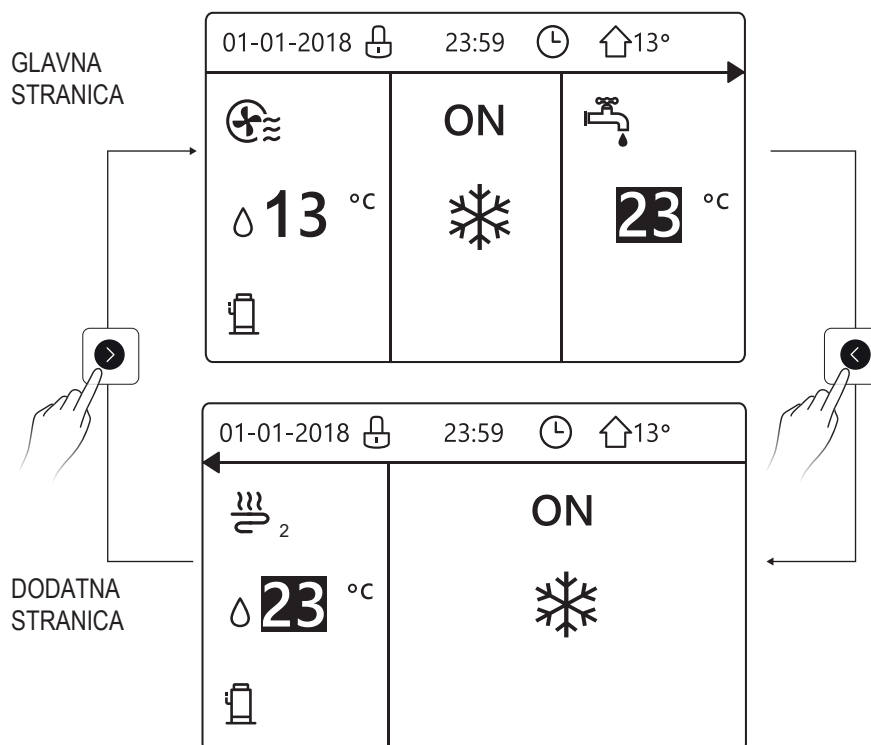 GLAVNA
STRANICA
01-01-2018 23:59 13°
ON
13 °C
23 °C
01-01-2018 23:59 13°
2
ON
23 °C
DODATNA
STRANICA